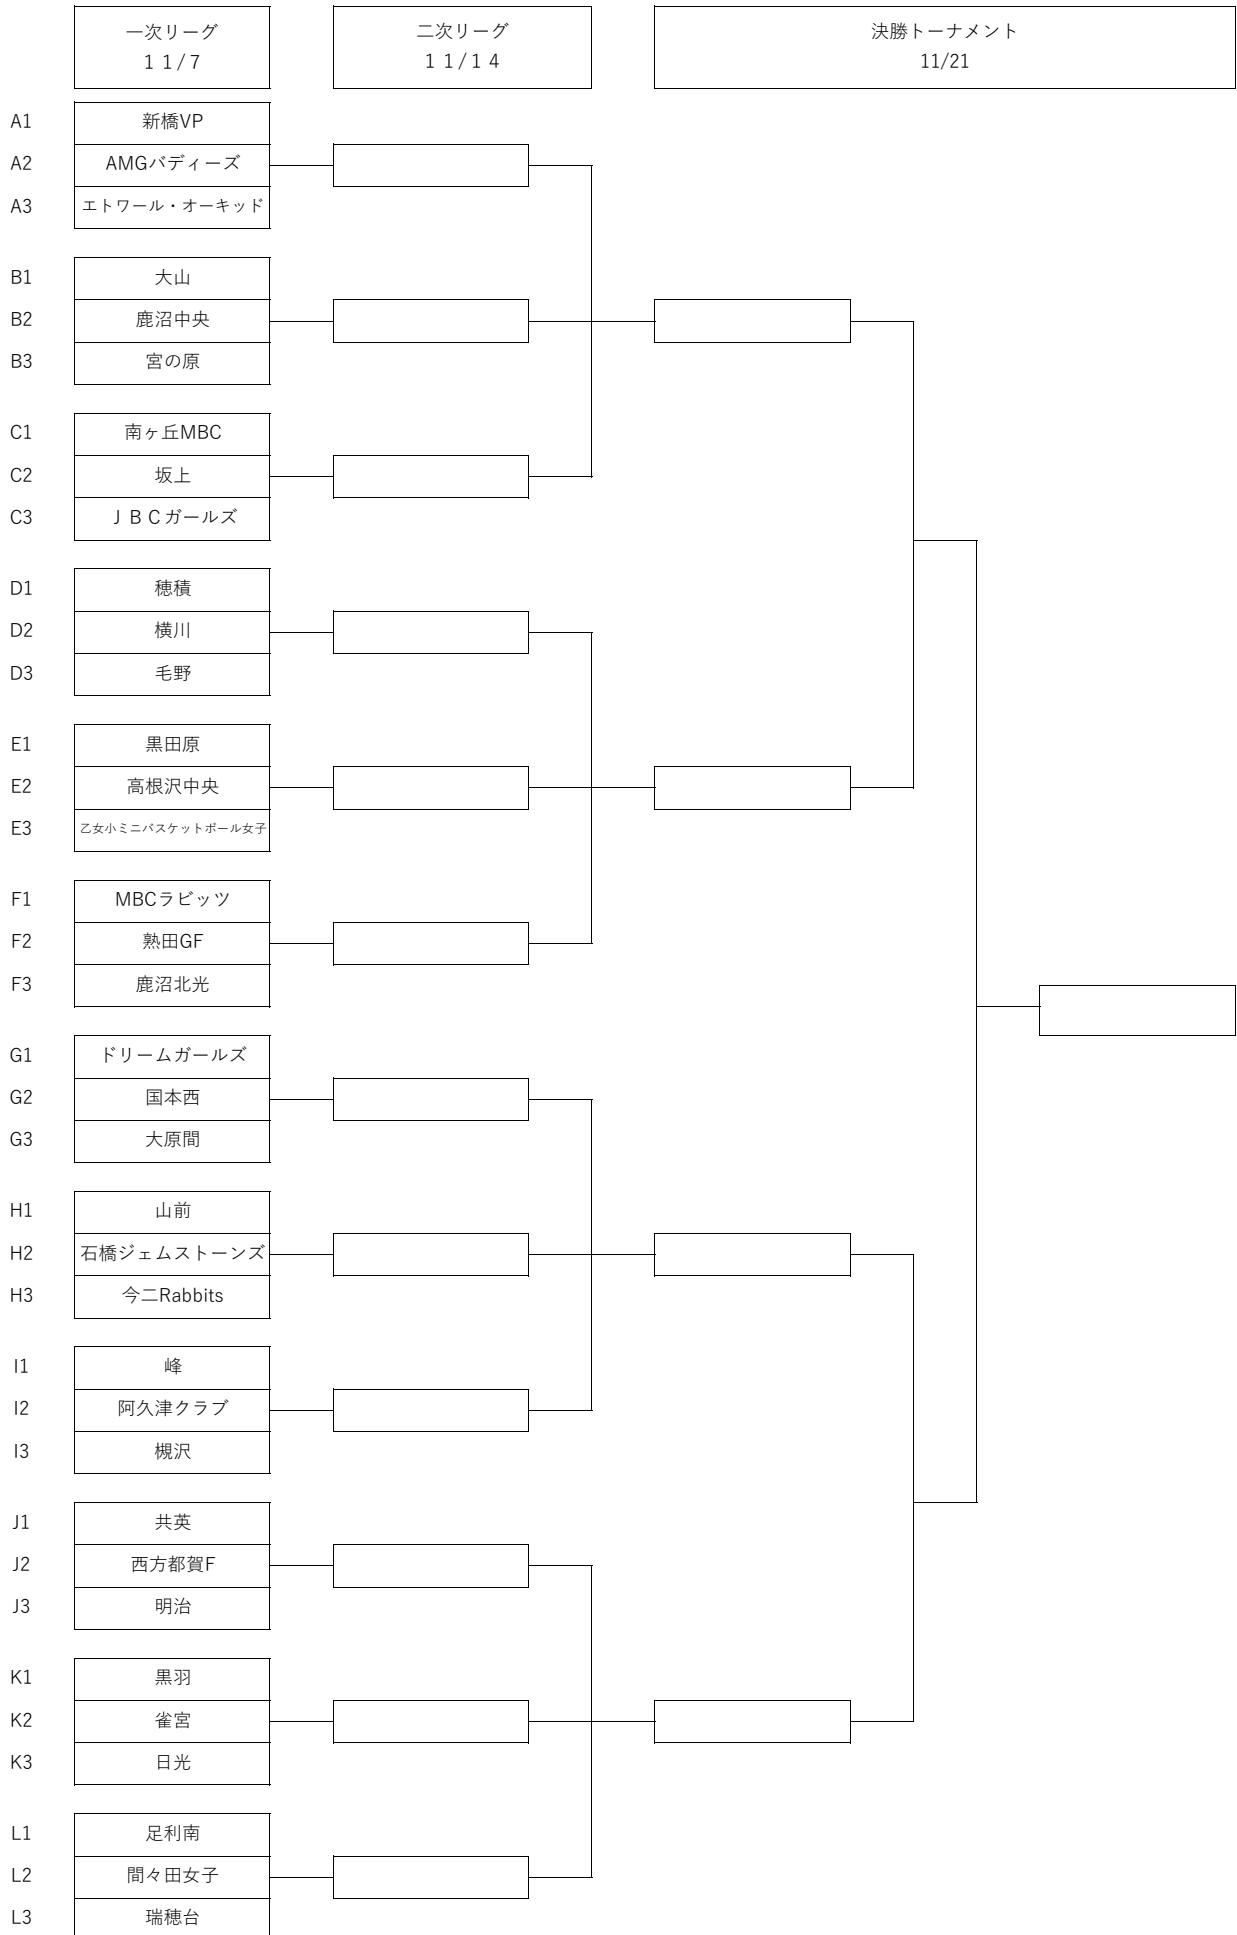 一次リーグ
１１/７
二次リーグ
１１/１４
決勝トーナメント
11/21
A1 新橋VP
A2 AMGバディーズ
A3 エトワール・オーキッド
B1 大山
B2 鹿沼中央
B3 宮の原
C1 南ヶ丘MBC
C2 坂上
C3 ＪＢＣガールズ
D1 穂積
D2 横川
D3 毛野
E1 黒田原
E2 高根沢中央
E3 乙女小ミニバスケットボール女子
F1 MBCラビッツ
F2 熟田GF
F3 鹿沼北光
G1 ドリームガールズ
G2 国本西
G3 大原間
H1 山前
H2 石橋ジェムストーンズ
H3 今二Rabbits
I1 峰
I2 阿久津クラブ
I3 槻沢
J1 共英
J2 西方都賀F
J3 明治
K1 黒羽
K2 雀宮
K3 日光
L1 足利南
L2 間々田女子
L3 瑞穂台